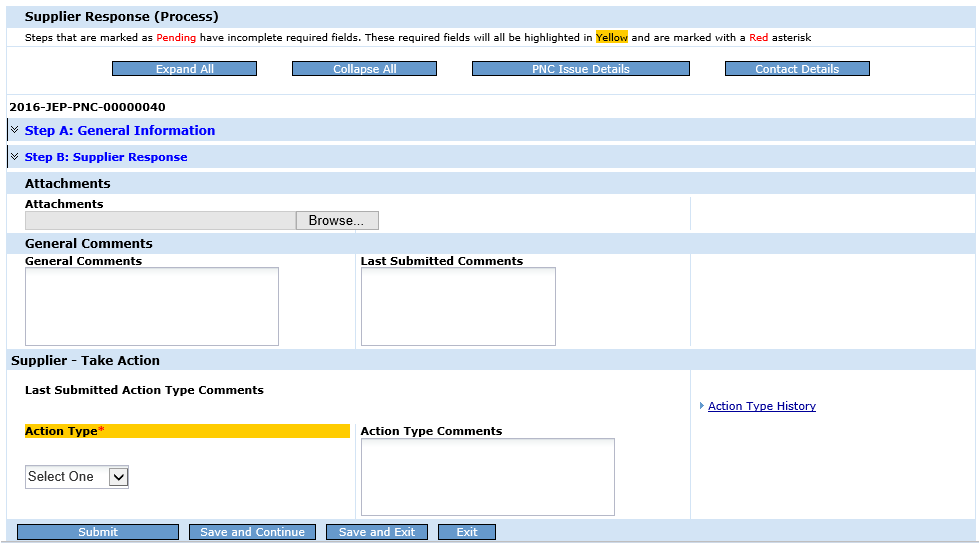 Supplier Response (Process)
Steps that are marked as Pending have incomplete required fields. These required fields will all be highlighted in Yellow and are marked with a Red asterisk
Expand All Collapse All PNC Issue Details Contact Details
2016-JEP-PNC-00000040
Step A: General Information
Step B: Supplier Response
Attachments
Attachments
Browse...
General Comments
General Comments Last Submitted Comments
Supplier - Take Action
Last Submitted Action Type Comments
Action Type History
Action Type* Action Type Comments
Select One
Submit Save and Continue Save and Exit Exit